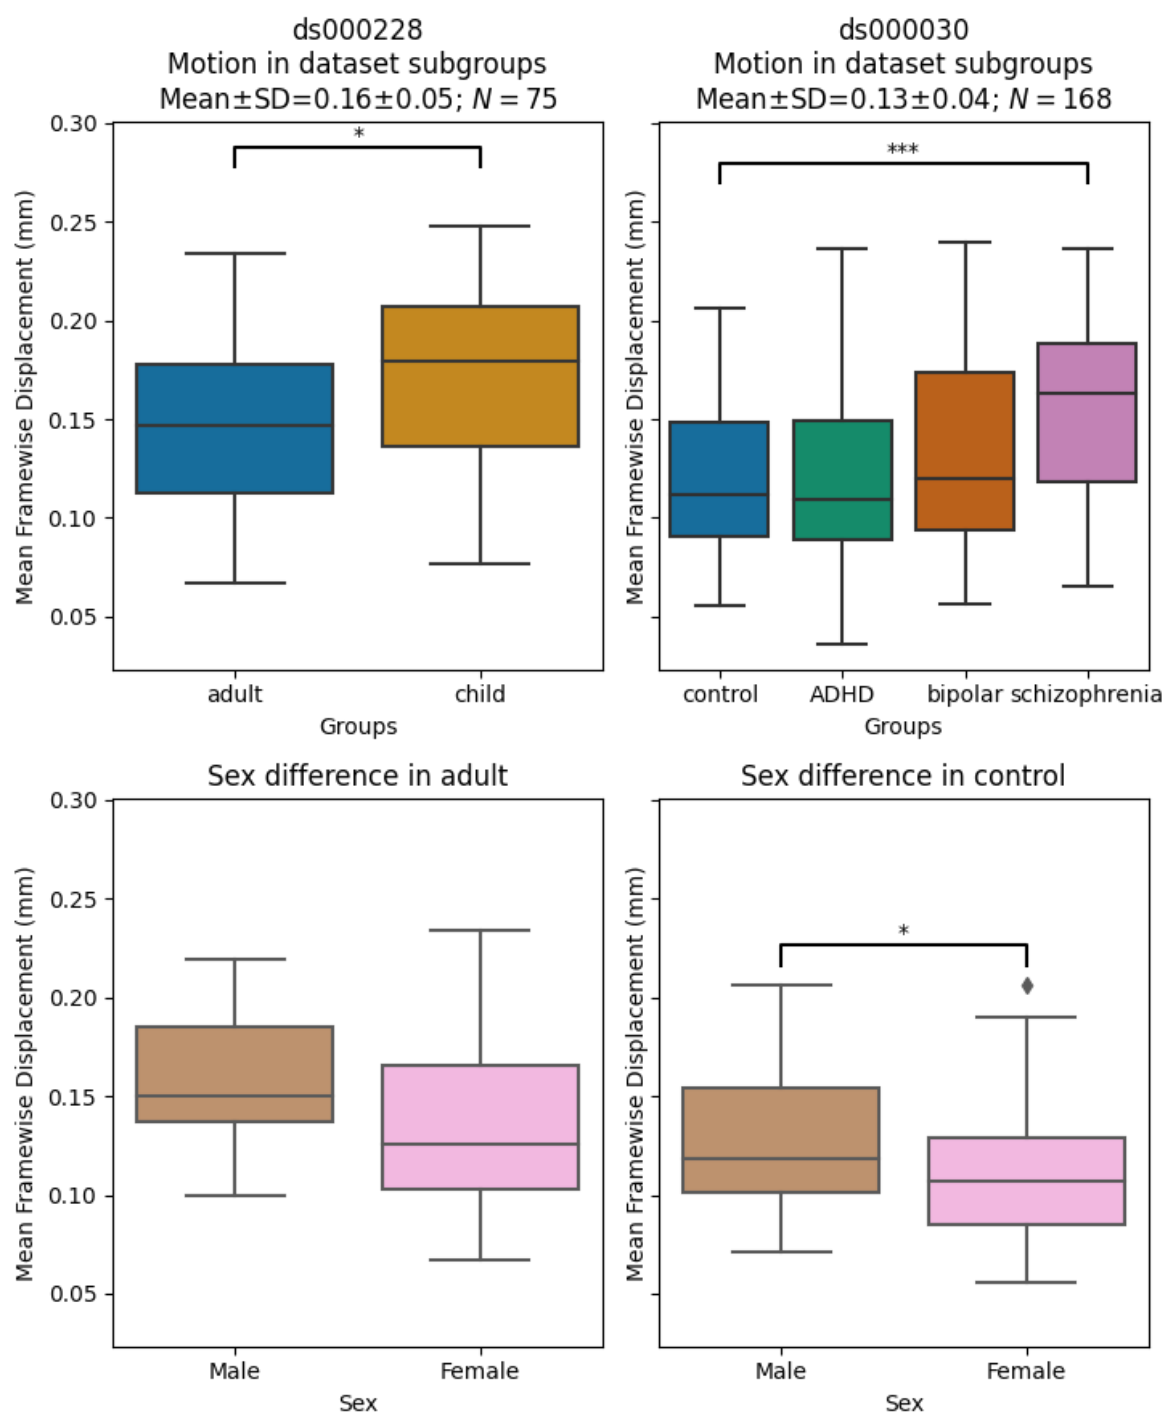 ds000228
Motion in dataset subgroups
Mean±SD=0.16±0.05; N = 75
*
0.30
0.25
0.20
0.15
0.10
0.05
Mean Framewise Displacement (mm)
adult child
Groups
ds000030
Motion in dataset subgroups
Mean±SD=0.13±0.04; N = 168
***
Mean Framewise Displacement (mm)
control ADHD bipolar schizophrenia
Groups
Sex difference in adult
0.30
0.25
0.20
0.15
0.10
0.05
Mean Framewise Displacement (mm)
Male Female
Sex
Sex difference in control
*
Mean Framewise Displacement (mm)
Male Female
Sex